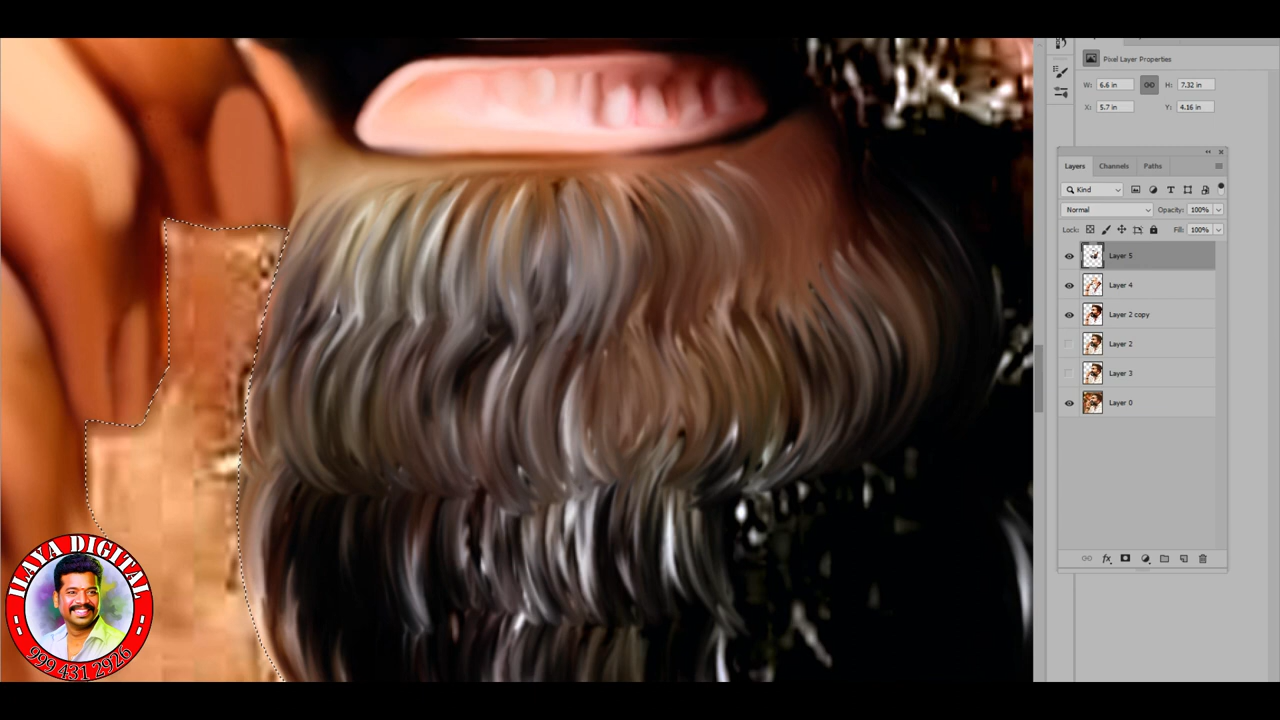 Pixel Layer Properties
W: 6.6 in H: 7.32 in
X: 5.7 in Y: 4.16 in
Layers Channels Paths
Kind
Normal Opacity: 100%
Lock: Fill: 100%
Layer 5
Layer 4
Layer 2 copy
Layer 2
Layer 3
Layer 0
fx
ILAYA DIGITAL
999 431 2926